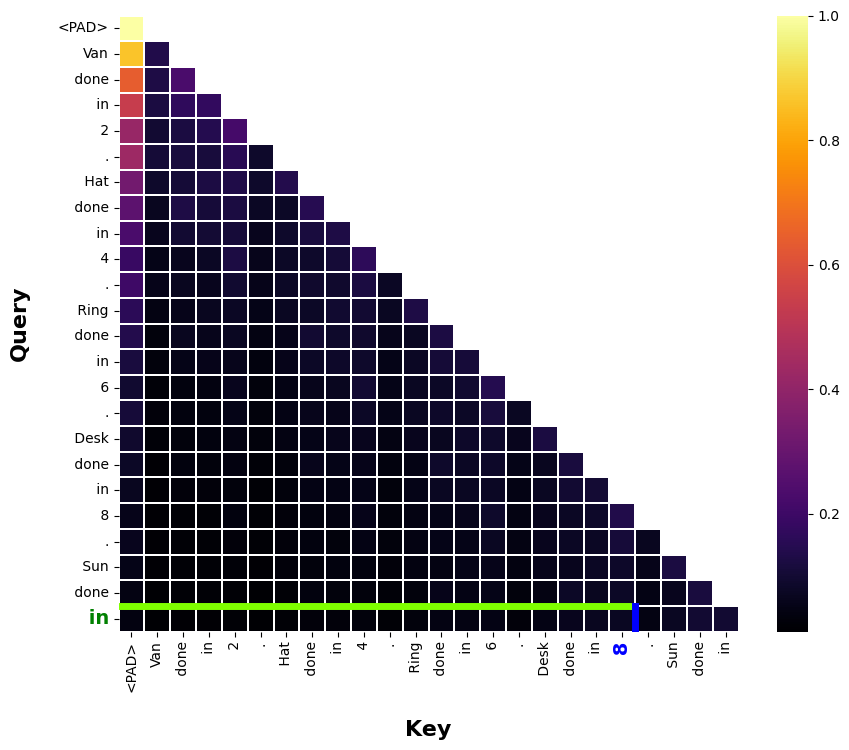 <PAD>
Van
done
in
2
.
Hat
done
in
4
.
Ring
done
in
6
.
Desk
done
in
8
.
Sun
done
in
Query
<PAD>
Van
done
in
2
.
Hat
done
in
4
.
Ring
done
in
6
.
Desk
done
in
8
.
Sun
done
in
Key
1.0
0.8
0.6
0.4
0.2